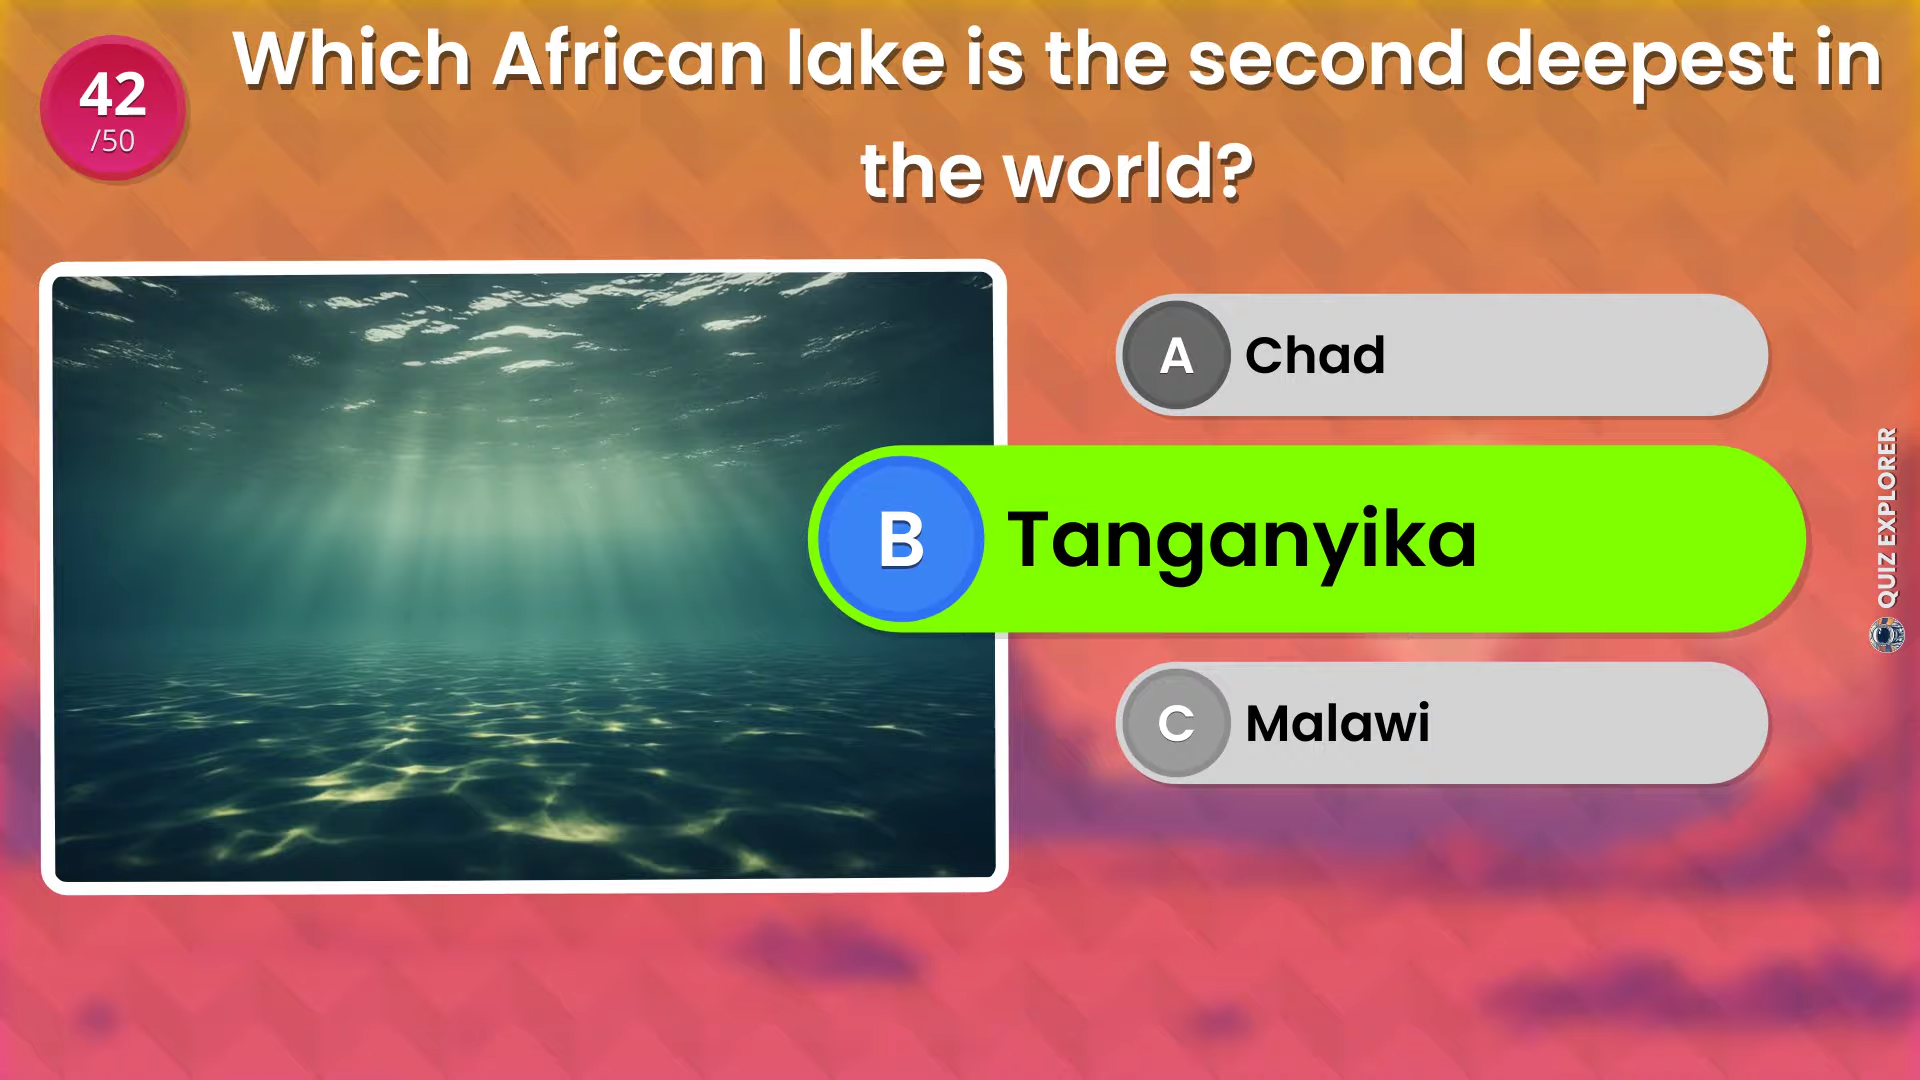 42
/50
Which African lake is the second deepest in
the world?
A Chad
B Tanganyika
C Malawi
QUIZ EXPLORER